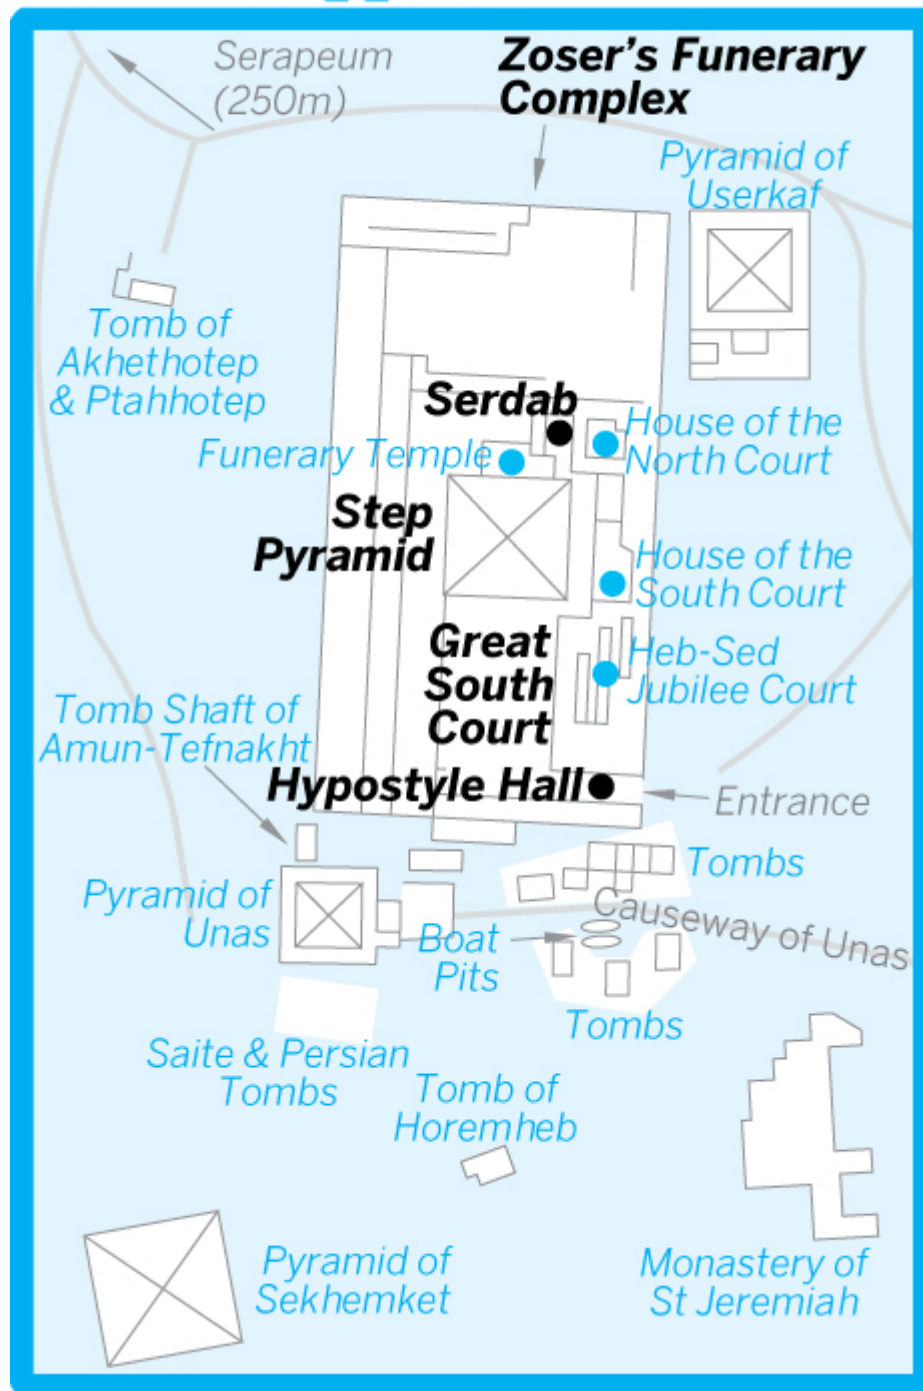 Serapeum
(250m)
Zoser's Funerary
Complex
Pyramid of
Userkaf
Tomb of
Akhethotep
& Ptahhotep
Serdab
House of the
North Court
Funerary Temple
Step
Pyramid
House of the
South Court
Great
South
Court
Heb-Sed
Jubilee Court
Tomb Shaft of
Amun-Tefnakht
Hypostyle Hall
Entrance
Tombs
Pyramid of
Unas
Causeway of Unas
Boat
Pits
Tombs
Saite & Persian
Tombs
Tomb of
Horemheb
Pyramid of
Sekhemket
Monastery of
St Jeremiah